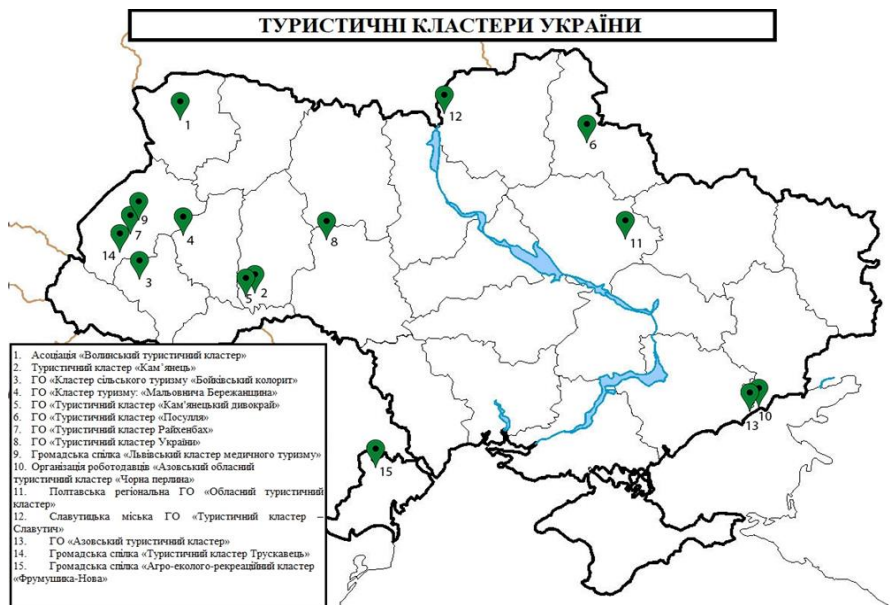 ТУРИСТИЧНІ КЛАСТЕРИ УКРАЇНИ
12
6
1
9
7
4
8
11
14
3
5
2
13
10
15
1. Асоціація «Волинський туристичний кластер»
2. Туристичний кластер «Кам’янець»
3. ГО «Кластер сільського туризму «Бойківський колорит»
4. ГО «Кластер туризму: «Мальовнича Бережанщина»
5. ГО «Туристичний кластер «Кам’янецький дивокрай»
6. ГО «Туристичний кластер «Посулля»
7. ГО «Туристичний кластер Райхенбах»
8. ГО «Туристичний кластер України»
9. Громадська спілка «Львівський кластер медичного туризму»
10. Організація роботодавців «Азовський обласний
туристичний кластер «Чорна перлина»
11. Полтавська регіональна ГО «Обласний туристичний
кластер»
12. Славутицька міська ГО «Туристичний кластер –
Славутич»
13. ГО «Азовський туристичний кластер»
14. Громадська спілка «Туристичний кластер Трускавець»
15. Громадська спілка «Агро-еколого-рекреаційний кластер
«Фрумушика-Нова»